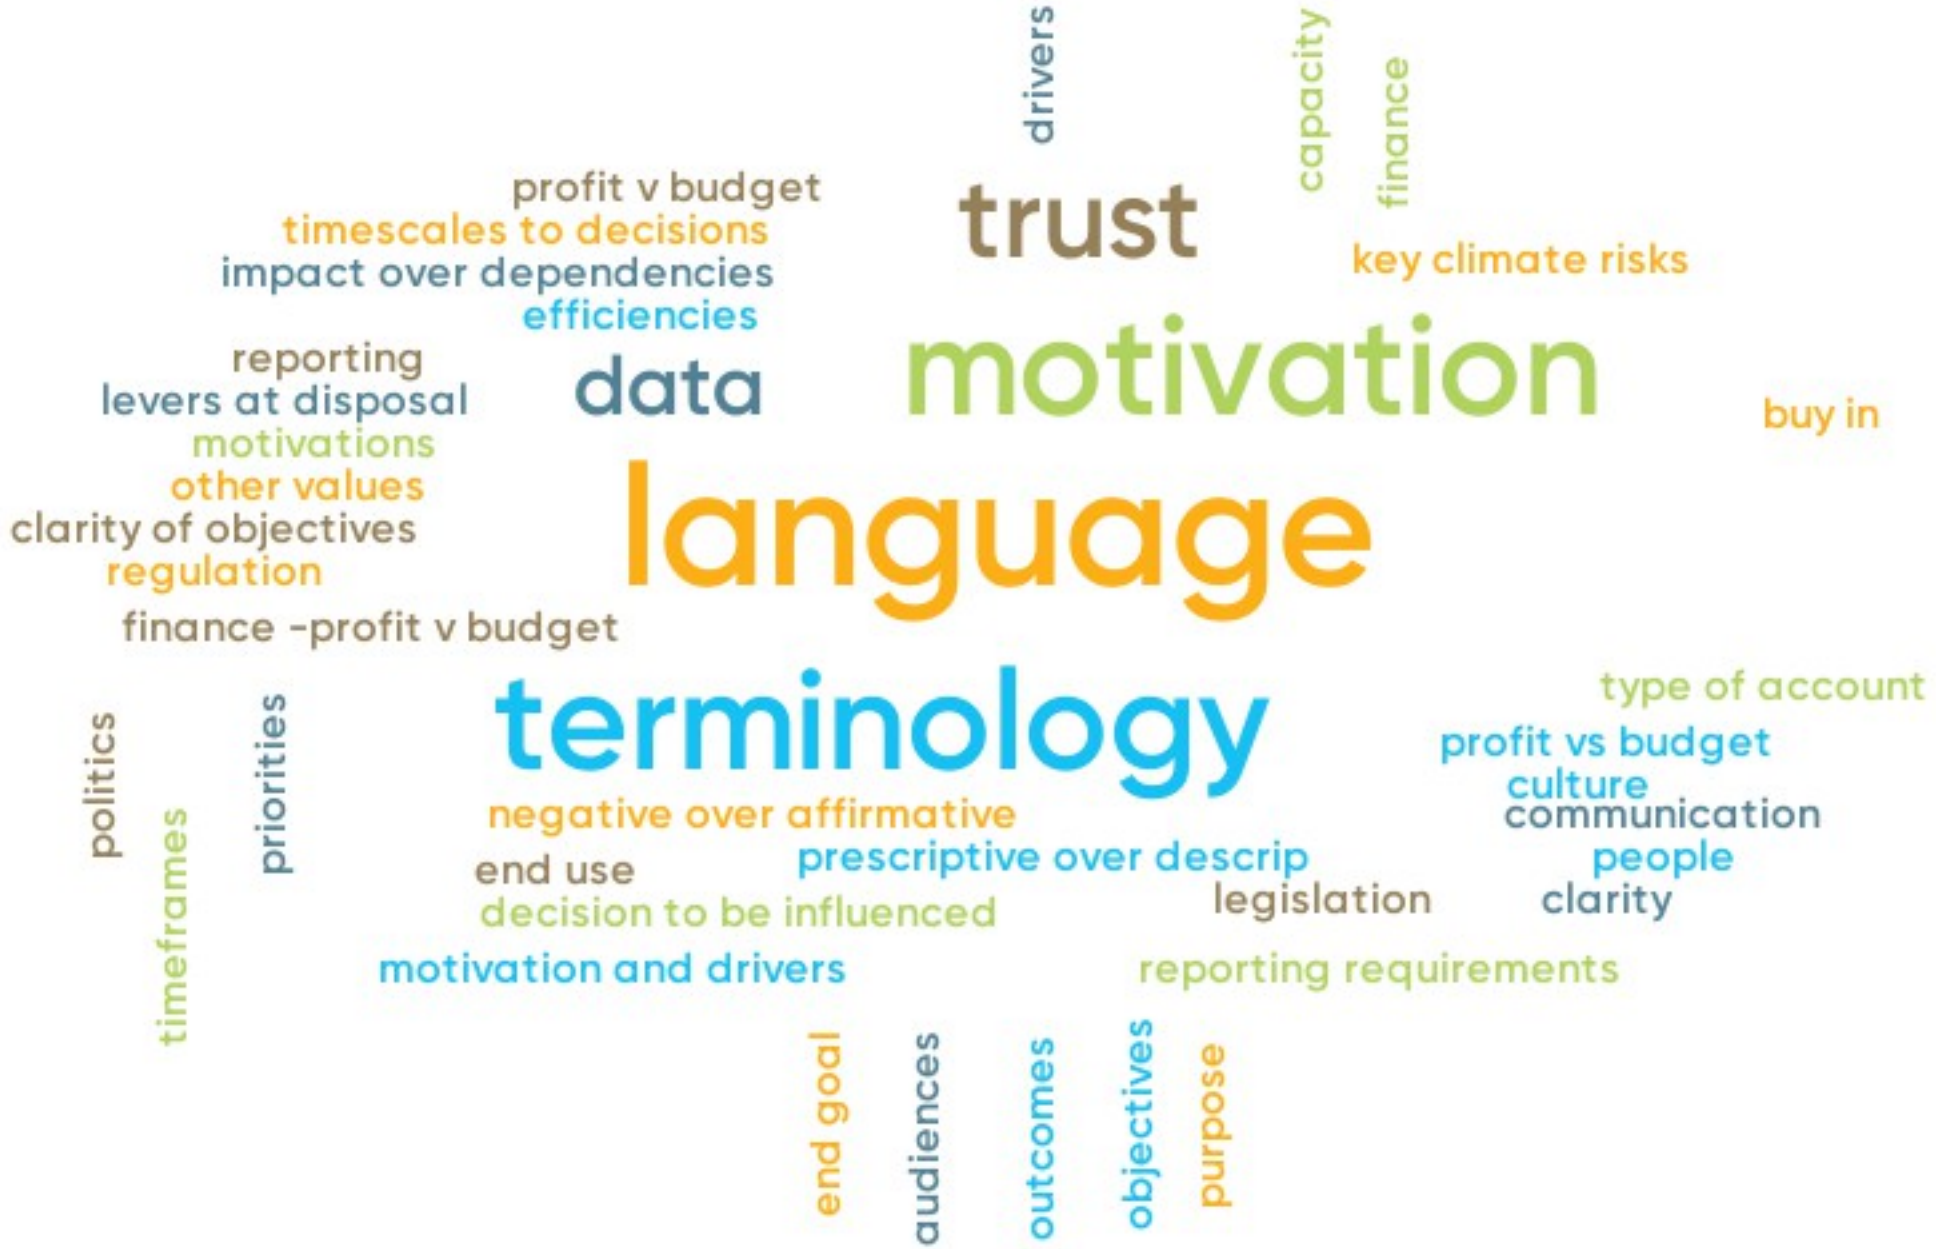 drivers
capacity
finance
profit v budget
trust
timescales to decisions
key climate risks
impact over dependencies
efficiencies
reporting
data
motivation
levers at disposal
buy in
motivations
other values
language
clarity of objectives
regulation
finance -profit v budget
terminology
type of account
politics
priorities
profit vs budget
culture
timeframes
negative over affirmative
communication
prescriptive over descrip
people
end use
legislation
clarity
decision to be influenced
motivation and drivers
reporting requirements
end goal
audiences
outcomes
objectives
purpose